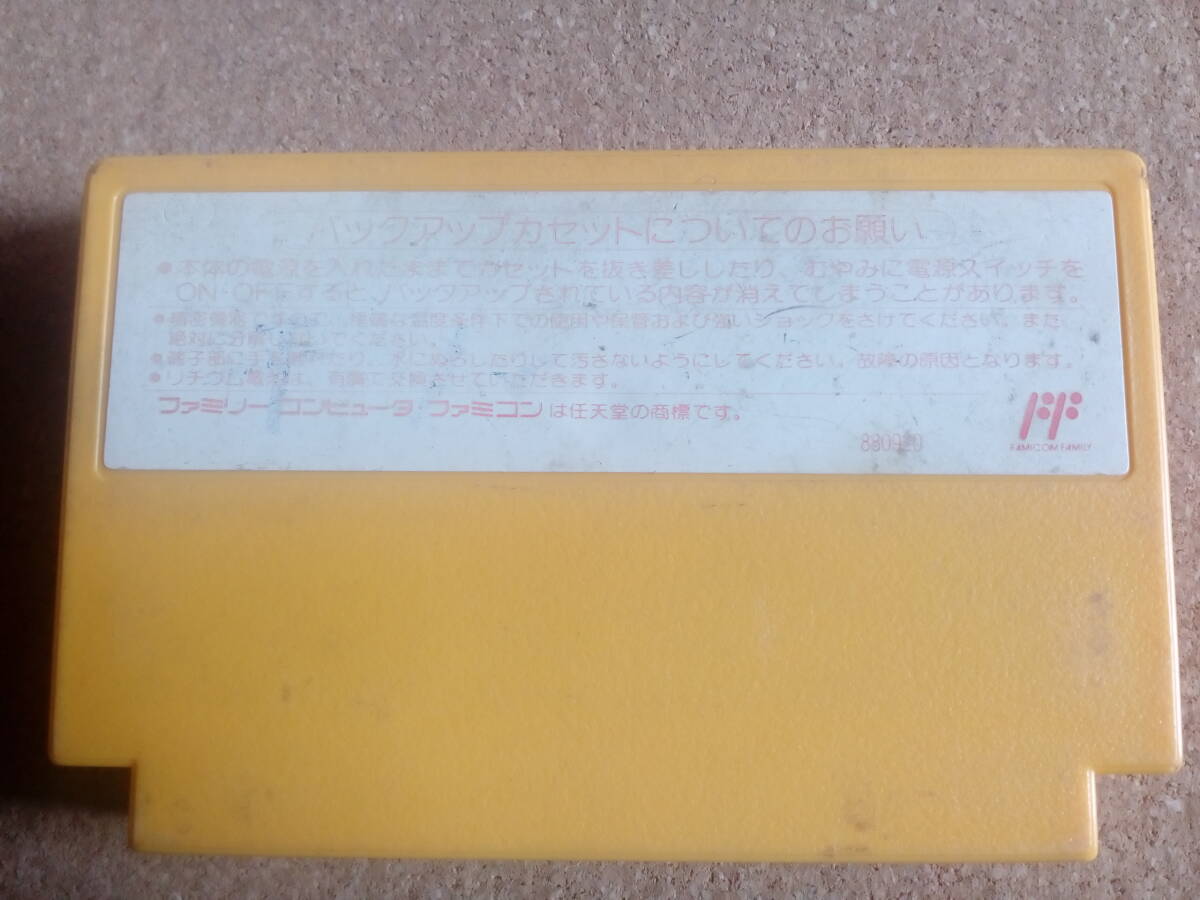 バックアップカセットについてのお願い
●本体の電源を入れたままでカセットを抜き差ししたり、むやみに電源スイッチを
ON・OFFすると、バックアップされている内容が消えてしまうことがあります。
●精密機器ですので、極端な温度条件下での使用や保管および強いショックをさけてください。また、
絶対に分解しないでください。
●端子部に手で触れたり、水にぬらしたりして汚さないようにしてください。故障の原因となります。
●リチウム電池は、有償で交換させていただきます。
ファミリーコンピュータ・ファミコンは任天堂の商標です。
880920
FAMICOM FAMILY